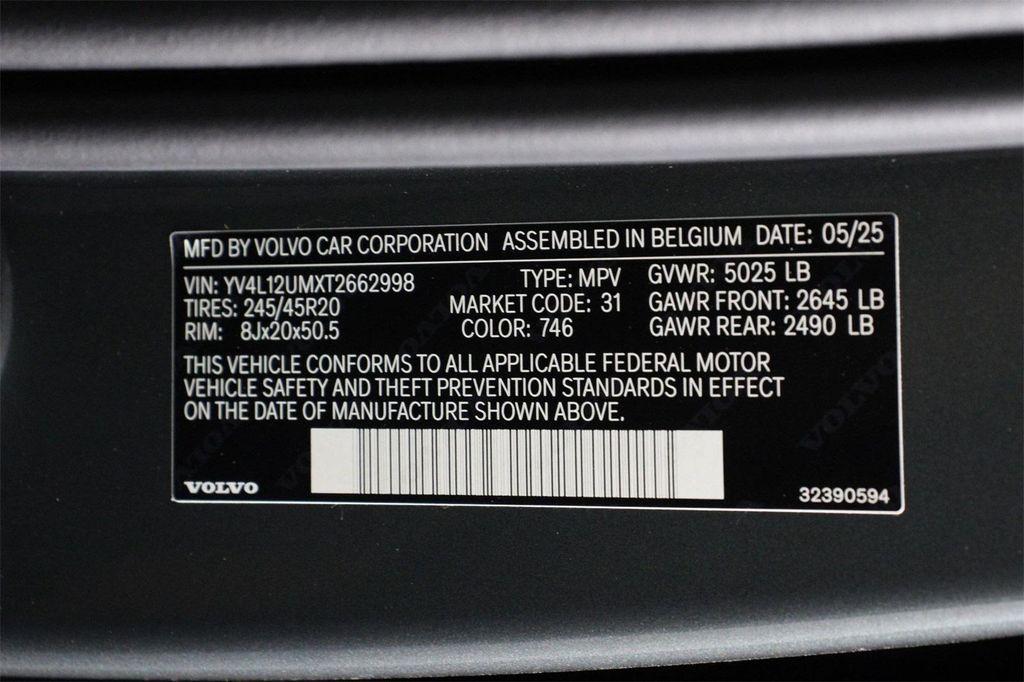 MFD BY VOLVO CAR CORPORATION ASSEMBLED IN BELGIUM DATE: 05/25
VIN: YV4L12UMXT2662998 TYPE: MPV GVWR: 5025 LB
TIRES: 245/45R20 MARKET CODE: 31 GAWR FRONT: 2645 LB
RIM: 8Jx20x50.5 COLOR: 746 GAWR REAR: 2490 LB
THIS VEHICLE CONFORMS TO ALL APPLICABLE FEDERAL MOTOR
VEHICLE SAFETY AND THEFT PREVENTION STANDARDS IN EFFECT
ON THE DATE OF MANUFACTURE SHOWN ABOVE.
VOLVO 32390594